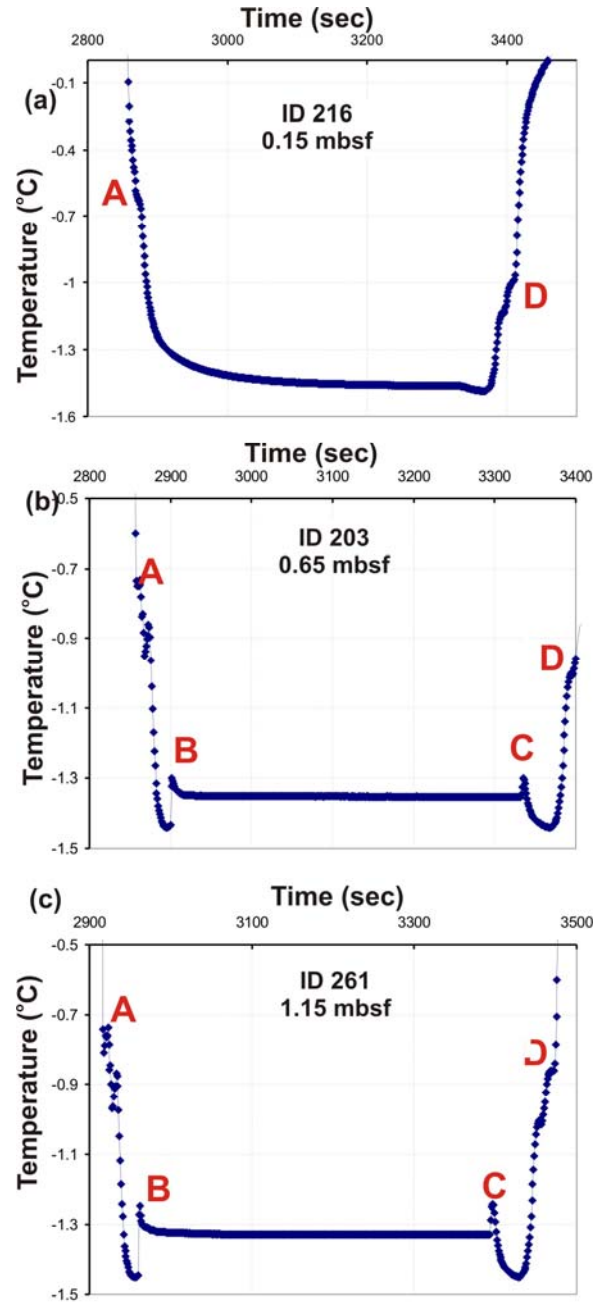 Time (sec)
2800 3000 3200 3400
(a)
-0.1
-0.4
-0.7
-1
-1.3
-1.6
Temperature (°C)
ID 216
0.15 mbsf
A
D
Time (sec)
2800 2900 3000 3100 3200 3300 3400
(b)
-0.5
-0.7
-0.9
-1.1
-1.3
-1.5
Temperature (°C)
ID 203
0.65 mbsf
A
B
C
D
Time (sec)
(c)
2900 3100 3300 3500
-0.5
-0.7
-0.9
-1.1
-1.3
-1.5
Temperature (°C)
ID 261
1.15 mbsf
A
B
C
D